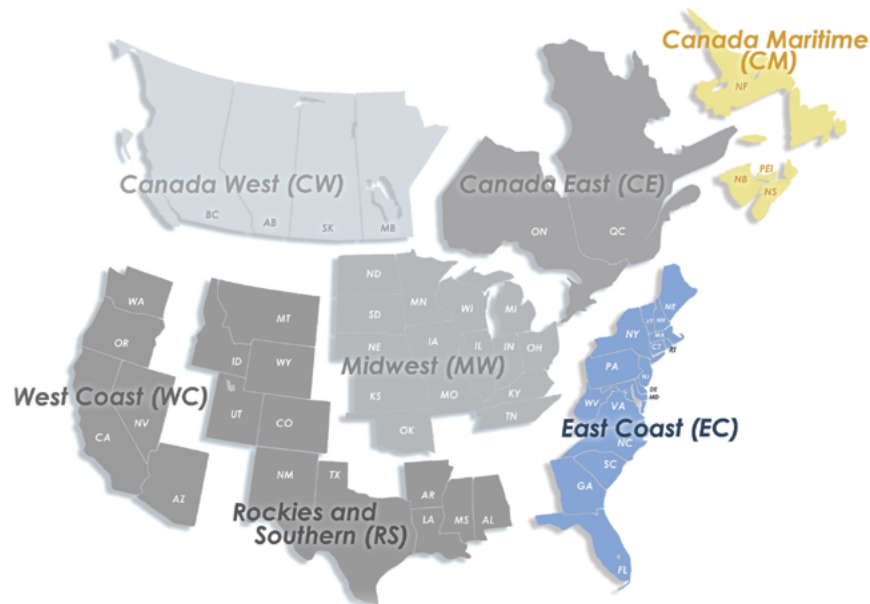 Canada Maritime
(CM)
NF
PEI
NB
NS
Canada West (CW)
BC
AB
SK
MB
Canada East (CE)
ON
QC
West Coast (WC)
WA
OR
CA
NV
AZ
Rockies and
Southern (RS)
MT
ID
WY
UT
CO
NM
TX
AR
LA
MS
AL
Midwest (MW)
ND
MN
SD
WI
MI
NE
IA
IL
IN
OH
KS
MO
KY
TN
OK
East Coast (EC)
ME
VT
NH
NY
MA
CT
RI
PA
NJ
DE
MD
WV
VA
NC
SC
GA
FL